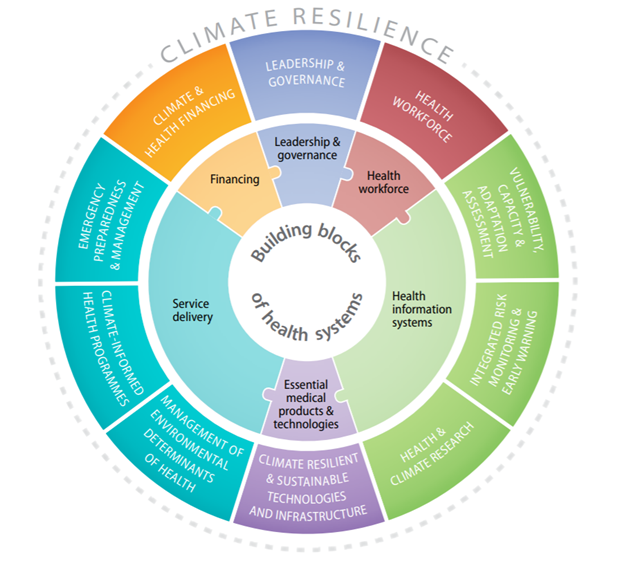 CLIMATE RESILIENCE
LEADERSHIP &
GOVERNANCE
HEALTH
WORKFORCE
VULNERABILITY,
CAPACITY &
ADAPTATION
ASSESSMENT
INTEGRATED RISK
MONITORING &
EARLY WARNING
HEALTH &
CLIMATE RESEARCH
CLIMATE RESILIENT
& SUSTAINABLE
TECHNOLOGIES
AND INFRASTRUCTURE
MANAGEMENT OF
ENVIRONMENTAL
DETERMINANTS
OF HEALTH
CLIMATE-INFORMED
HEALTH PROGRAMMES
EMERGENCY
PREPAREDNESS
& MANAGEMENT
CLIMATE &
HEALTH FINANCING
Leadership &
governance
Health
workforce
Health
information
systems
Essential
medical
products &
technologies
Service
delivery
Financing
Building blocks
of health systems